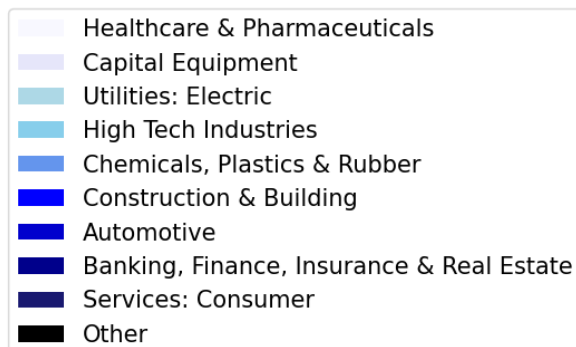 Healthcare & Pharmaceuticals
Capital Equipment
Utilities: Electric
High Tech Industries
Chemicals, Plastics & Rubber
Construction & Building
Automotive
Banking, Finance, Insurance & Real Estate
Services: Consumer
Other